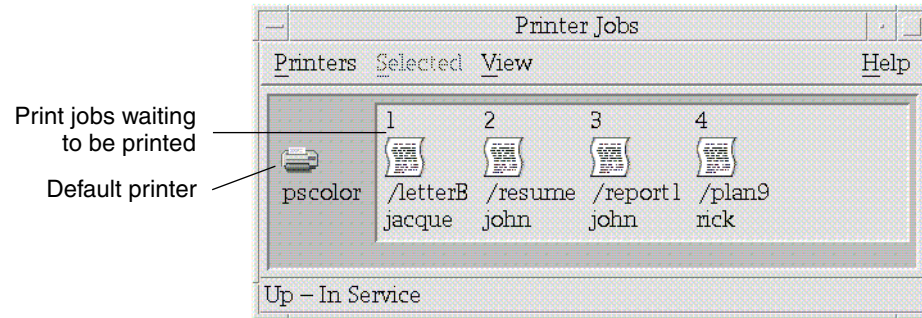 Printer Jobs
Printers Selected View Help
Print jobs waiting
to be printed
Default printer
1 2 3 4
pscolor /letterB /resume /report1 /plan9
jacque john john rick
Up – In Service